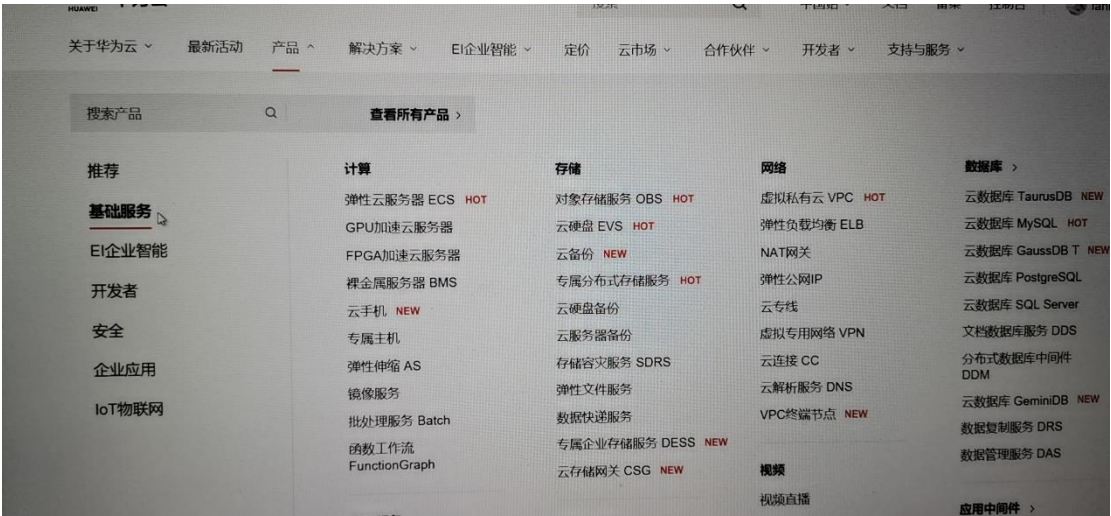 HUAWEI
关于华为云 最新活动 产品 解决方案 EI企业智能 定价 云市场 合作伙伴 开发者 支持与服务
搜索产品 查看所有产品
推荐
基础服务
EI企业智能
开发者
安全
企业应用
IoT物联网
计算
弹性云服务器 ECS HOT
GPU加速云服务器
FPGA加速云服务器
裸金属服务器 BMS
云手机 NEW
专属主机
弹性伸缩 AS
镜像服务
批处理服务 Batch
函数工作流
FunctionGraph
存储
对象存储服务 OBS HOT
云硬盘 EVS HOT
云备份 NEW
专属分布式存储服务 HOT
云硬盘备份
云服务器备份
存储容灾服务 SDRS
弹性文件服务
数据快递服务
专属企业存储服务 DESS NEW
云存储网关 CSG NEW
网络
虚拟私有云 VPC HOT
弹性负载均衡 ELB
NAT网关
弹性公网IP
云专线
虚拟专用网络 VPN
云连接 CC
云解析服务 DNS
VPC终端节点 NEW
视频
视频直播
数据库
云数据库 TaurusDB NEW
云数据库 MySQL HOT
云数据库 GaussDB T NEW
云数据库 PostgreSQL
云数据库 SQL Server
文档数据库服务 DDS
分布式数据库中间件
DDM
云数据库 GeminiDB NEW
数据复制服务 DRS
数据管理服务 DAS
应用中间件